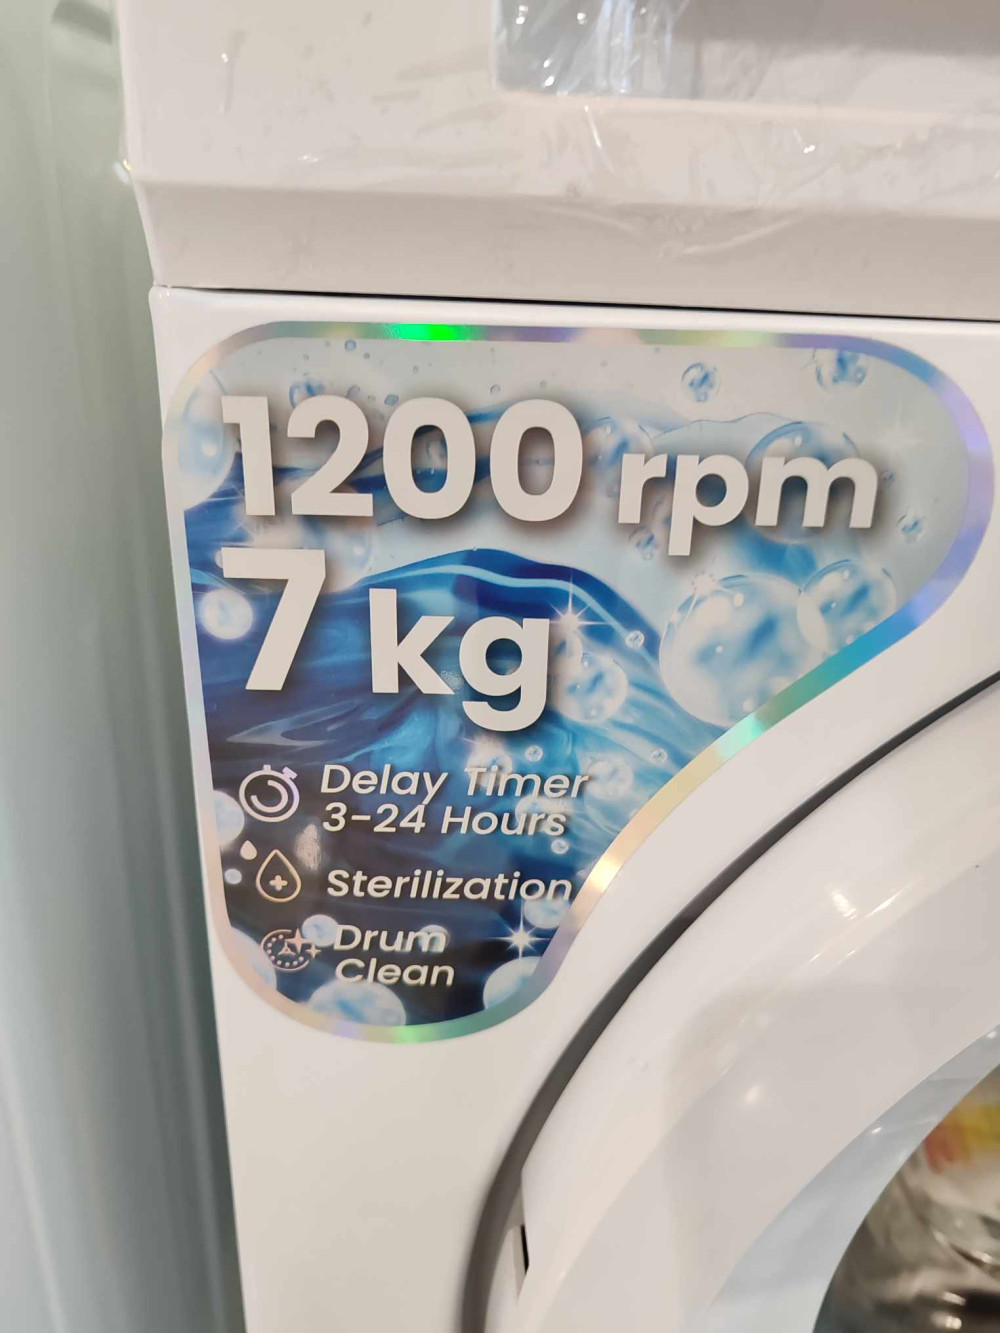 1200 rpm
7 kg
Delay Timer
3-24 Hours
Sterilization
Drum
Clean